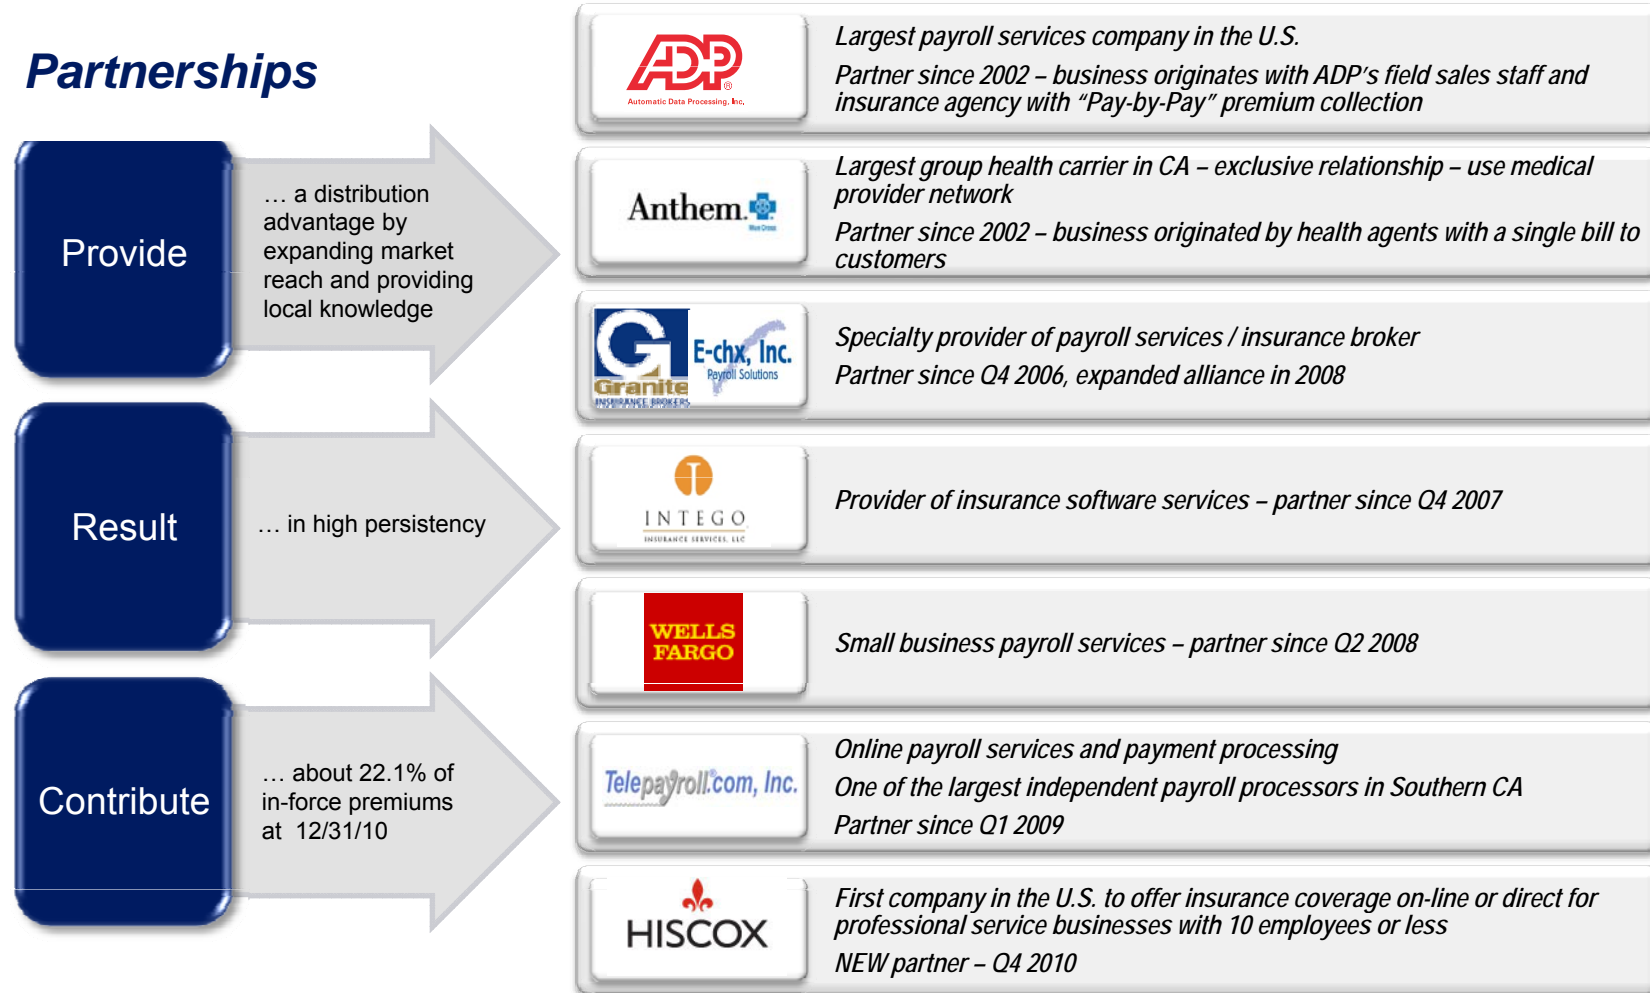 Partnerships
Provide
… a distribution
advantage by
expanding market
reach and providing
local knowledge
Result
… in high persistency
Contribute
… about 22.1% of
in-force premiums
at 12/31/10
ADP
®
Automatic Data Processing, Inc.
Largest payroll services company in the U.S.
Partner since 2002 – business originates with ADP's field sales staff and
insurance agency with “Pay-by-Pay” premium collection
Anthem.
Blue Cross
Largest group health carrier in CA – exclusive relationship – use medical
provider network
Partner since 2002 – business originated by health agents with a single bill to
customers
G
Granite
INSURANCE BROKERS
E-chx, Inc.
Payroll Solutions
Specialty provider of payroll services / insurance broker
Partner since Q4 2006, expanded alliance in 2008
I
INTEGO
INSURANCE SERVICES, LLC
Provider of insurance software services – partner since Q4 2007
WELLS
FARGO
Small business payroll services – partner since Q2 2008
Telepayroll.com, Inc.
Online payroll services and payment processing
One of the largest independent payroll processors in Southern CA
Partner since Q1 2009
HISCOX
First company in the U.S. to offer insurance coverage on-line or direct for
professional service businesses with 10 employees or less
NEW partner – Q4 2010